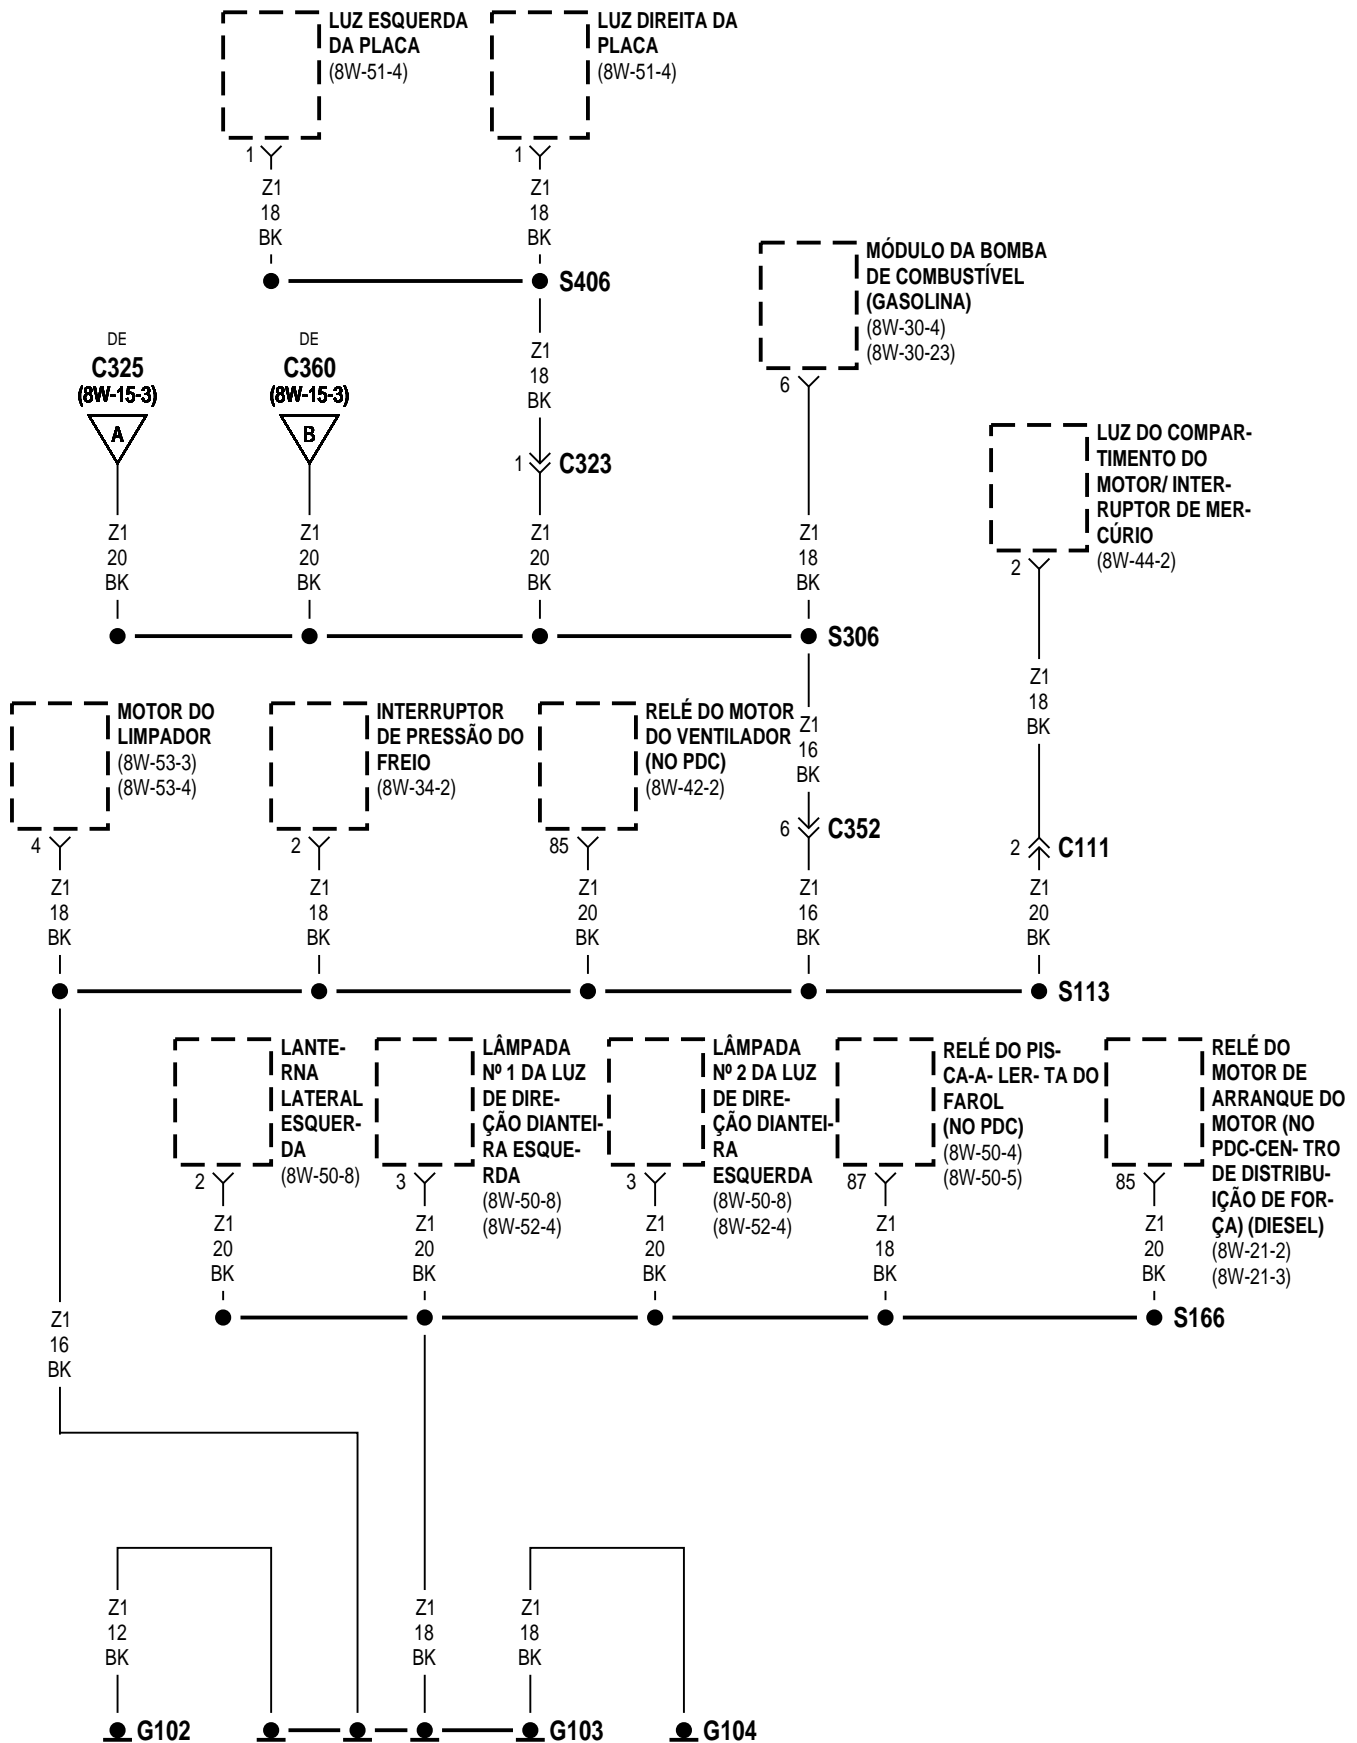 LUZ ESQUERDA
DA PLACA
(8W-51-4)
LUZ DIREITA DA
PLACA
(8W-51-4)
1
Z1
18
BK
1
Z1
18
BK
S406
MÓDULO DA BOMBA
DE COMBUSTÍVEL
(GASOLINA)
(8W-30-4)
(8W-30-23)
6
DE
C325
(8W-15-3)
A
DE
C360
(8W-15-3)
B
Z1
18
BK
1
C323
LUZ DO COMPAR-
TIMENTO DO
MOTOR/ INTER-
RUPTOR DE MER-
CÚRIO
(8W-44-2)
2
Z1
20
BK
Z1
20
BK
Z1
20
BK
Z1
18
BK
S306
Z1
18
BK
MOTOR DO
LIMPADOR
(8W-53-3)
(8W-53-4)
4
INTERRUPTOR
DE PRESSÃO DO
FREIO
(8W-34-2)
2
RELÉ DO MOTOR
DO VENTILADOR
(NO PDC)
(8W-42-2)
85
Z1
16
BK
6
C352
2
C111
Z1
18
BK
Z1
18
BK
Z1
20
BK
Z1
16
BK
Z1
20
BK
S113
LANTE-
RNA
LATERAL
ESQUER-
DA
(8W-50-8)
2
LÂMPADA
Nº 1 DA LUZ
DE DIRE-
ÇÃO DIANTEI-
RA ESQUE-
RDA
(8W-50-8)
(8W-52-4)
3
LÂMPADA
Nº 2 DA LUZ
DE DIRE-
ÇÃO DIANTEI-
RA
ESQUERDA
(8W-50-8)
(8W-52-4)
3
RELÉ DO PIS-
CA-A- LER- TA DO
FAROL
(NO PDC)
(8W-50-4)
(8W-50-5)
87
RELÉ DO
MOTOR DE
ARRANQUE DO
MOTOR (NO
PDC-CEN- TRO
DE DISTRIBU-
IÇÃO DE FOR-
ÇA) (DIESEL)
(8W-21-2)
(8W-21-3)
85
Z1
20
BK
Z1
20
BK
Z1
20
BK
Z1
18
BK
Z1
20
BK
S166
Z1
16
BK
Z1
12
BK
Z1
18
BK
Z1
18
BK
G102
G103
G104